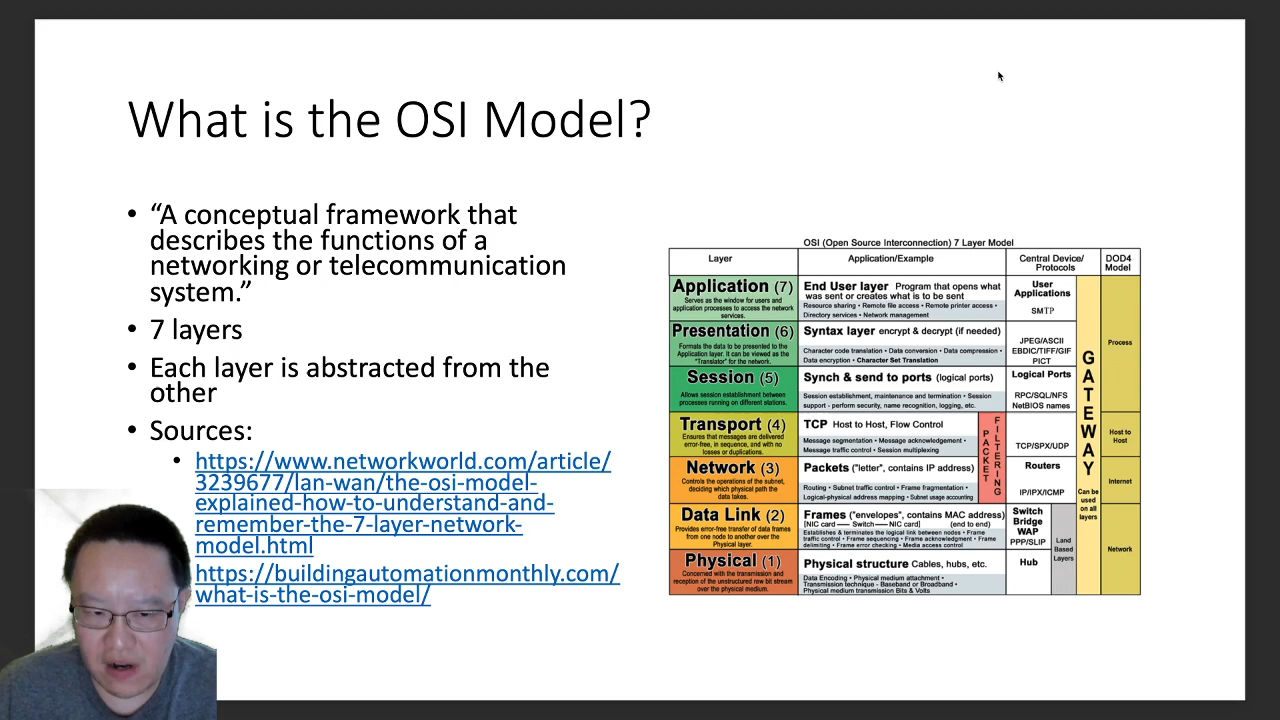 What is the OSI Model?
• “A conceptual framework that
describes the functions of a
networking or telecommunication
system.”
• 7 layers
• Each layer is abstracted from the
other
• Sources:
• https://www.networkworld.com/article/
3239677/lan-wan/the-osi-model-
explained-how-to-understand-and-
remember-the-7-layer-network-
model.html
https://buildingautomationmonthly.com/
what-is-the-osi-model/
OSI (Open Source Interconnection) 7 Layer Model
Layer
Application/Example
Central Device/
Protocols
DOD4
Model
Application (7)
Serves as the window for users and
application processes to access the network
services.
End User layer Program that opens what
was sent or creates what is to be sent
Resource sharing • Remote file access • Remote printer access •
Directory services • Network management
User
Applications
SMTP
Presentation (6)
Formats the data to be presented to the
Application layer. It can be viewed as the
"Translator" for the network.
Syntax layer encrypt & decrypt (if needed)
Character code translation • Data conversion • Data compression •
Data encryption • Character Set Translation
JPEG/ASCII
EBDIC/TIFF/GIF
PICT
Process
Session (5)
Allows session establishment between
processes running on different stations.
Synch & send to ports (logical ports)
Session establishment, maintenance and termination • Session
support - perform security, name recognition, logging, etc.
Logical Ports
RPC/SQL/NFS
NetBIOS names
Transport (4)
Ensures that messages are delivered
error-free, in sequence, and with no
losses or duplications.
TCP Host to Host, Flow Control
Message segmentation • Message acknowledgement •
Message traffic control • Session multiplexing
TCP/SPX/UDP
Host to
Host
Network (3)
Controls the operations of the subnet,
deciding which physical path the
data takes.
Packets ("letter", contains IP address)
Routing • Subnet traffic control • Frame fragmentation •
Logical-physical address mapping • Subnet usage accounting
PACKET
FILTERING
Routers
IP/IPX/ICMP
Internet
Data Link (2)
Provides error-free transfer of data frames
from one node to another over the
Physical layer.
Frames ("envelopes", contains MAC address)
[NIC card — Switch — NIC card] (end to end)
Establishes & terminates the logical link between nodes • Frame
traffic control • Frame sequencing • Frame acknowledgment • Frame
delimiting • Frame error checking • Media access control
Switch
Bridge
WAP
PPP/SLIP
Land
Based
Layers
GATEWAY
Can be
used
on all
layers
Network
Physical (1)
Concerned with the transmission and
reception of the unstructured raw bit stream
over the physical medium.
Physical structure Cables, hubs, etc.
Data Encoding • Physical medium attachment •
Transmission technique - Baseband or Broadband •
Physical medium transmission Bits & Volts
Hub